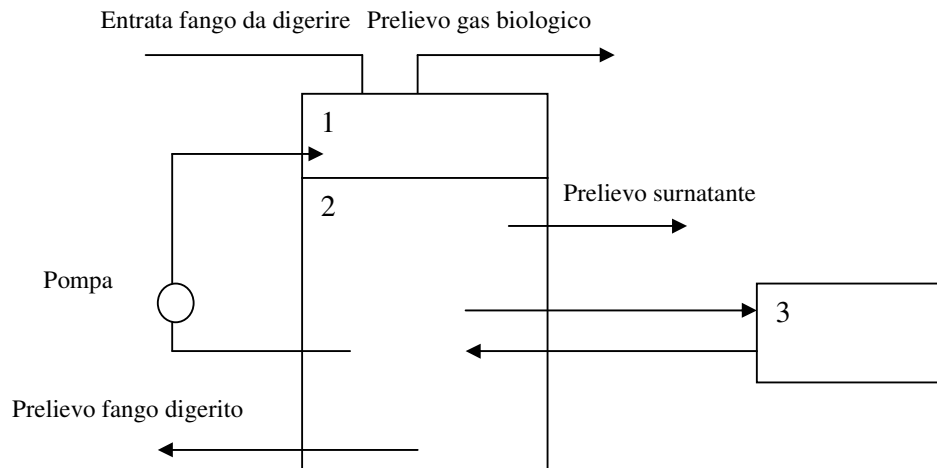 Entrata fango da digerire
Prelievo gas biologico
1
2
Prelievo surnatante
Pompa
3
Prelievo fango digerito